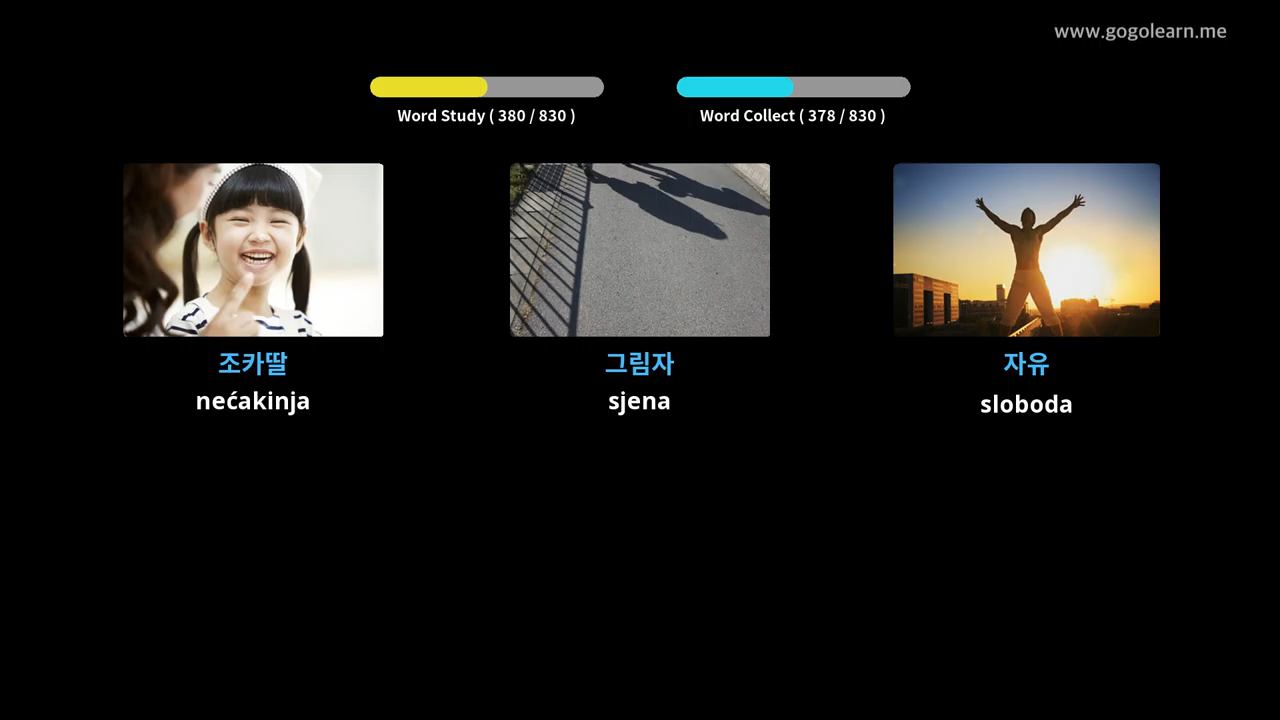 www.gogolearn.me
Word Study ( 380 / 830 )
Word Collect ( 378 / 830 )
조카딸
nećakinja
그림자
sjena
자유
sloboda